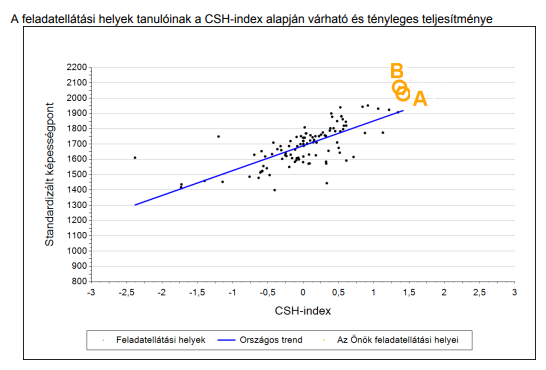 A feladatellátási helyek tanulóinak a CSH-index alapján várható és tényleges teljesítménye
2200
2100
2000
1900
1800
1700
1600
1500
1400
1300
1200
1100
1000
900
800
Standardizált képességpont
B
A
-3 -2,5 -2 -1,5 -1 -0,5 0 0,5 1 1,5 2 2,5 3
CSH-index
Feladatellátási helyek Országos trend Az Önök feladatellátási helyei